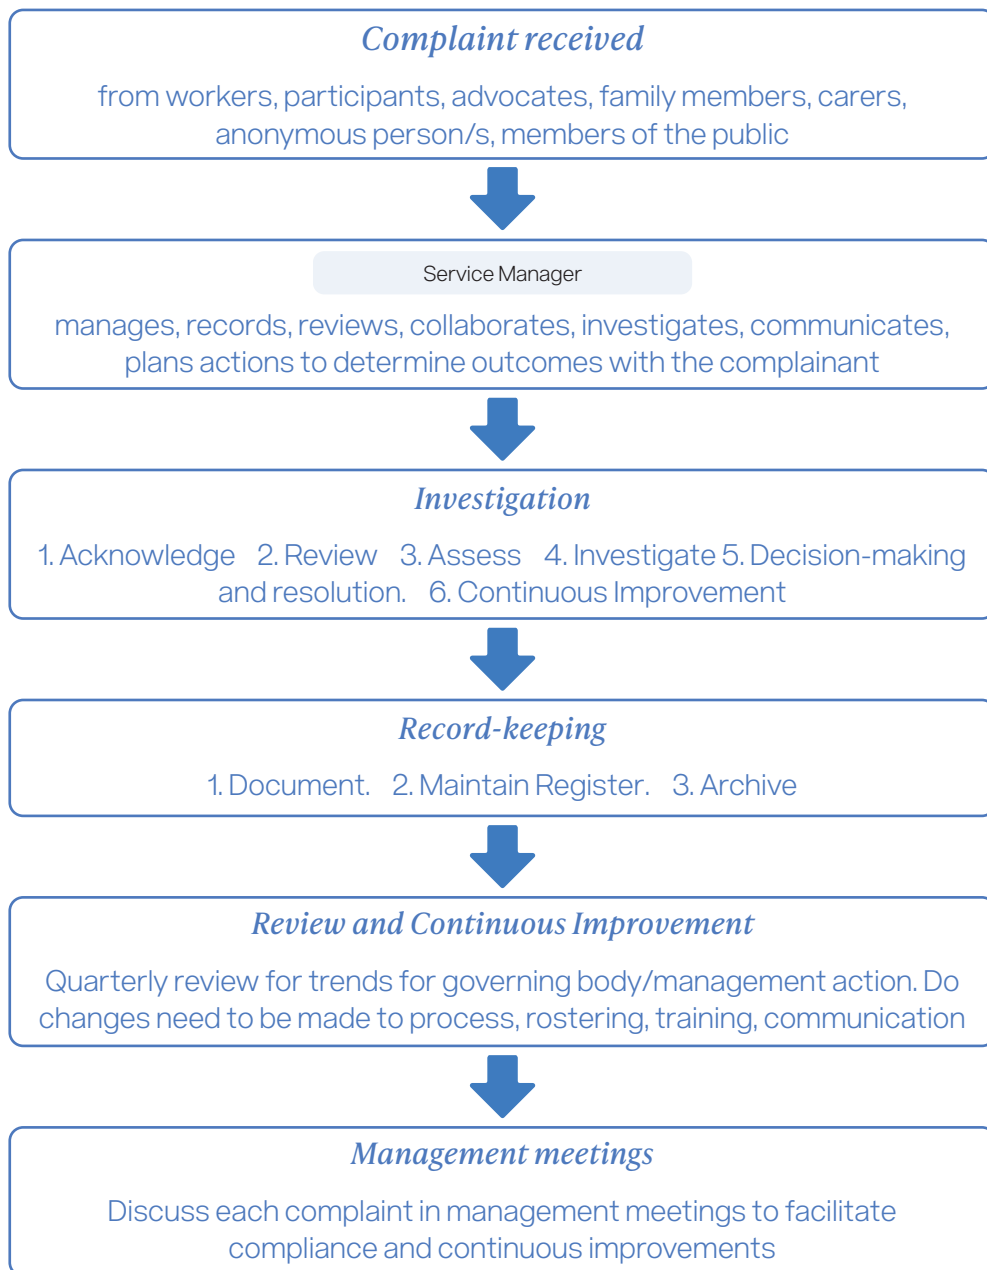 Complaint received
from workers, participants, advocates, family members, carers,
anonymous person/s, members of the public
Service Manager
manages, records, reviews, collaborates, investigates, communicates,
plans actions to determine outcomes with the complainant
Investigation
1. Acknowledge 2. Review 3. Assess 4. Investigate 5. Decision-making
and resolution. 6. Continuous Improvement
Record-keeping
1. Document. 2. Maintain Register. 3. Archive
Review and Continuous Improvement
Quarterly review for trends for governing body/management action. Do
changes need to be made to process, rostering, training, communication
Management meetings
Discuss each complaint in management meetings to facilitate
compliance and continuous improvements